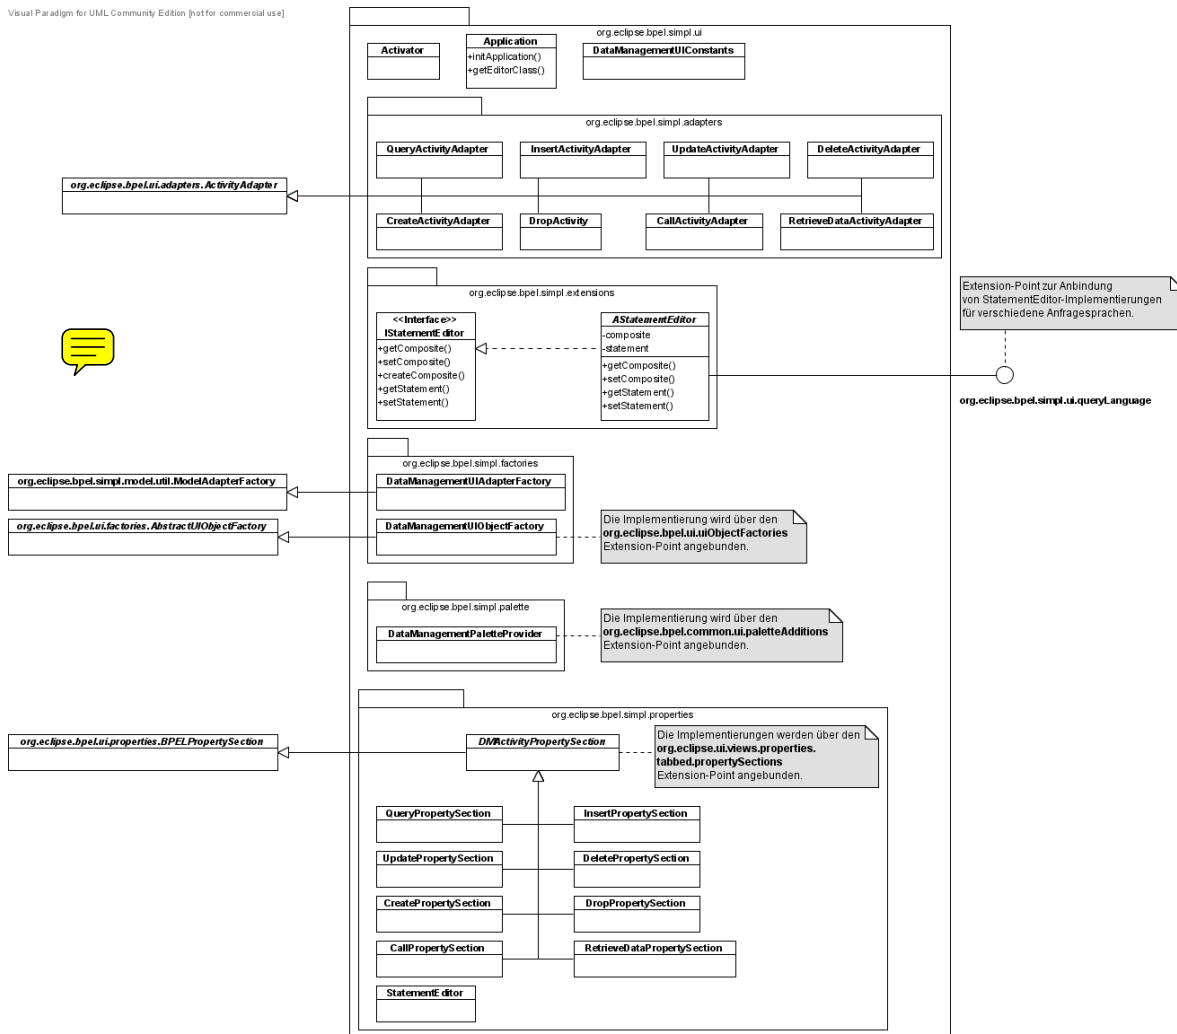 Visual Paradigm for UML Community Edition [not for commercial use]
org.eclipse.bpel.simpl.ui
Activator
Application
+initApplication()
+getEditorClass()
DataManagementUIConstants
org.eclipse.bpel.simpl.adapters
QueryActivityAdapter
InsertActivityAdapter
UpdateActivityAdapter
DeleteActivityAdapter
org.eclipse.bpel.ui.adapters.ActivityAdapter
CreateActivityAdapter
DropActivity
CallActivityAdapter
RetrieveDataActivityAdapter
org.eclipse.bpel.simpl.extensions
<<Interface>>
IStatementEditor
+getComposite()
+setComposite()
+createComposite()
+getStatement()
+setStatement()
AStatementEditor
-composite
-statement
+getComposite()
+setComposite()
+getStatement()
+setStatement()
Extension-Point zur Anbindung
von StatementEditor-Implementierungen
für verschiedene Anfragesprachen.
org.eclipse.bpel.simpl.ui.queryLanguage
org.eclipse.bpel.simpl.factories
org.eclipse.bpel.simpl.model.util.ModelAdapterFactory
DataManagementUIAdapterFactory
org.eclipse.bpel.ui.factories.AbstractUIObjectFactory
DataManagementUIObjectFactory
Die Implementierung wird über den
org.eclipse.bpel.ui.uiObjectFactories
Extension-Point angebunden.
org.eclipse.bpel.simpl.palette
DataManagementPaletteProvider
Die Implementierung wird über den
org.eclipse.bpel.common.ui.paletteAdditions
Extension-Point angebunden.
org.eclipse.bpel.simpl.properties
org.eclipse.bpel.ui.properties.BPELPropertySection
DMActivityPropertySection
Die Implementierungen werden über den
org.eclipse.ui.views.properties.
tabbed.propertySections
Extension-Point angebunden.
QueryPropertySection
InsertPropertySection
UpdatePropertySection
DeletePropertySection
CreatePropertySection
DropPropertySection
CallPropertySection
RetrieveDataPropertySection
StatementEditor